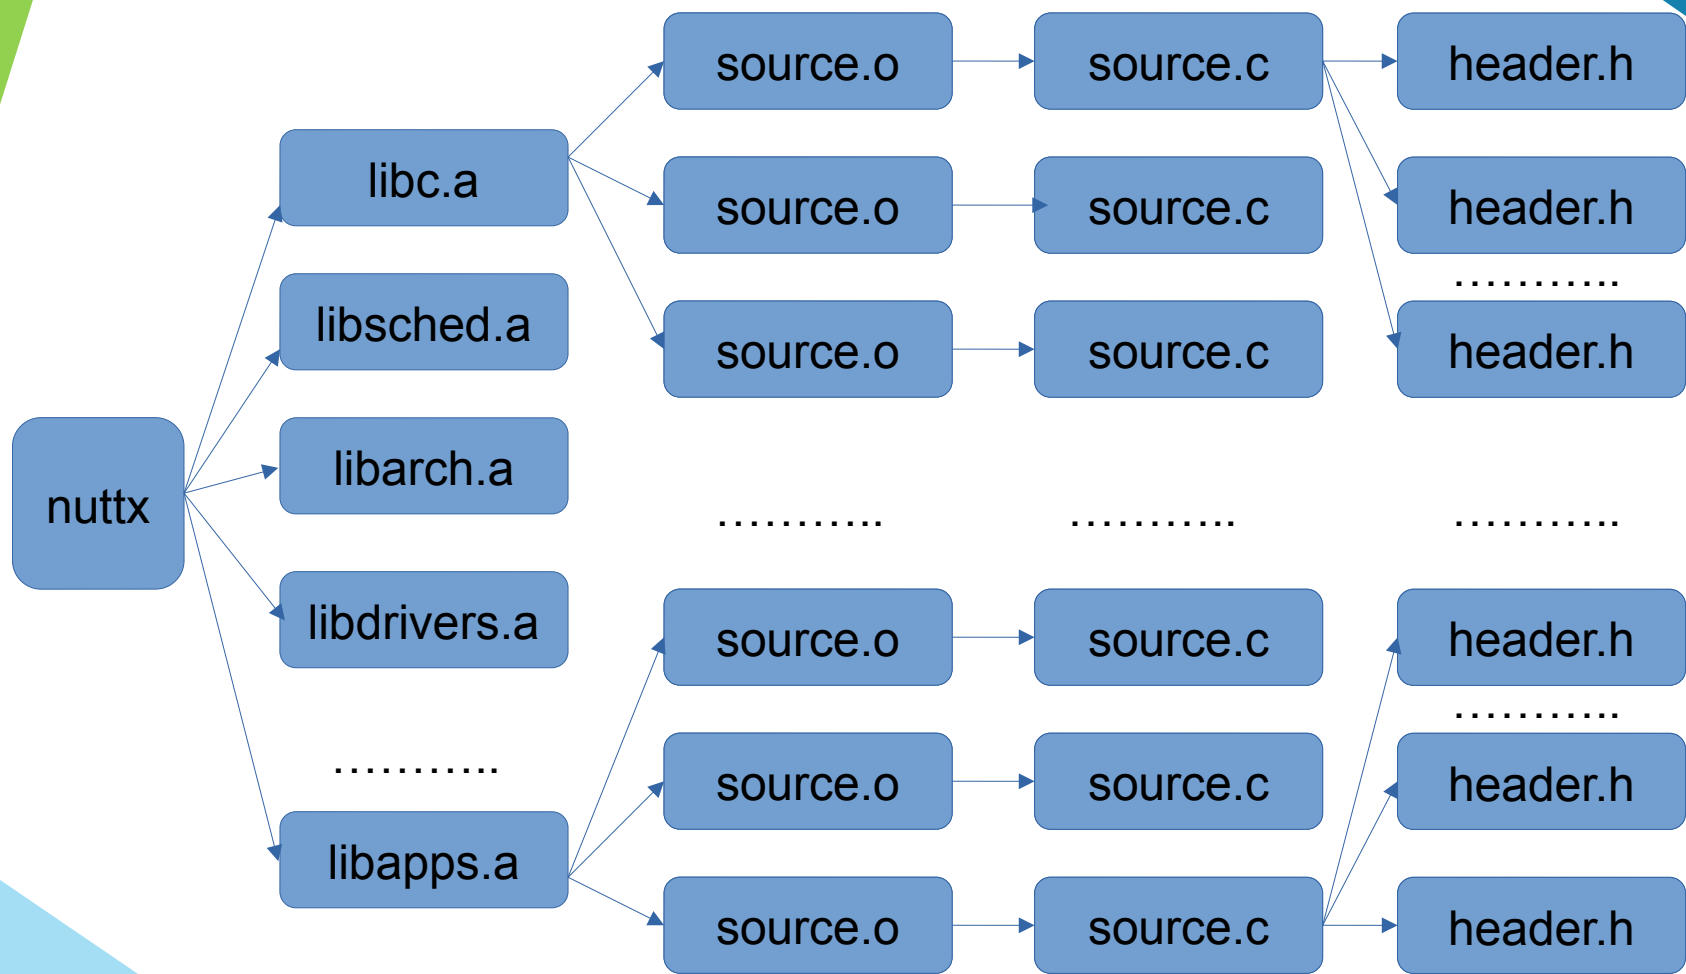 nuttx
libc.a
libsched.a
libarch.a
libdrivers.a
………..
libapps.a
source.o
source.o
source.o
………..
source.o
source.o
source.o
source.c
source.c
source.c
………..
source.c
source.c
source.c
header.h
header.h
………..
header.h
………..
header.h
………..
header.h
header.h